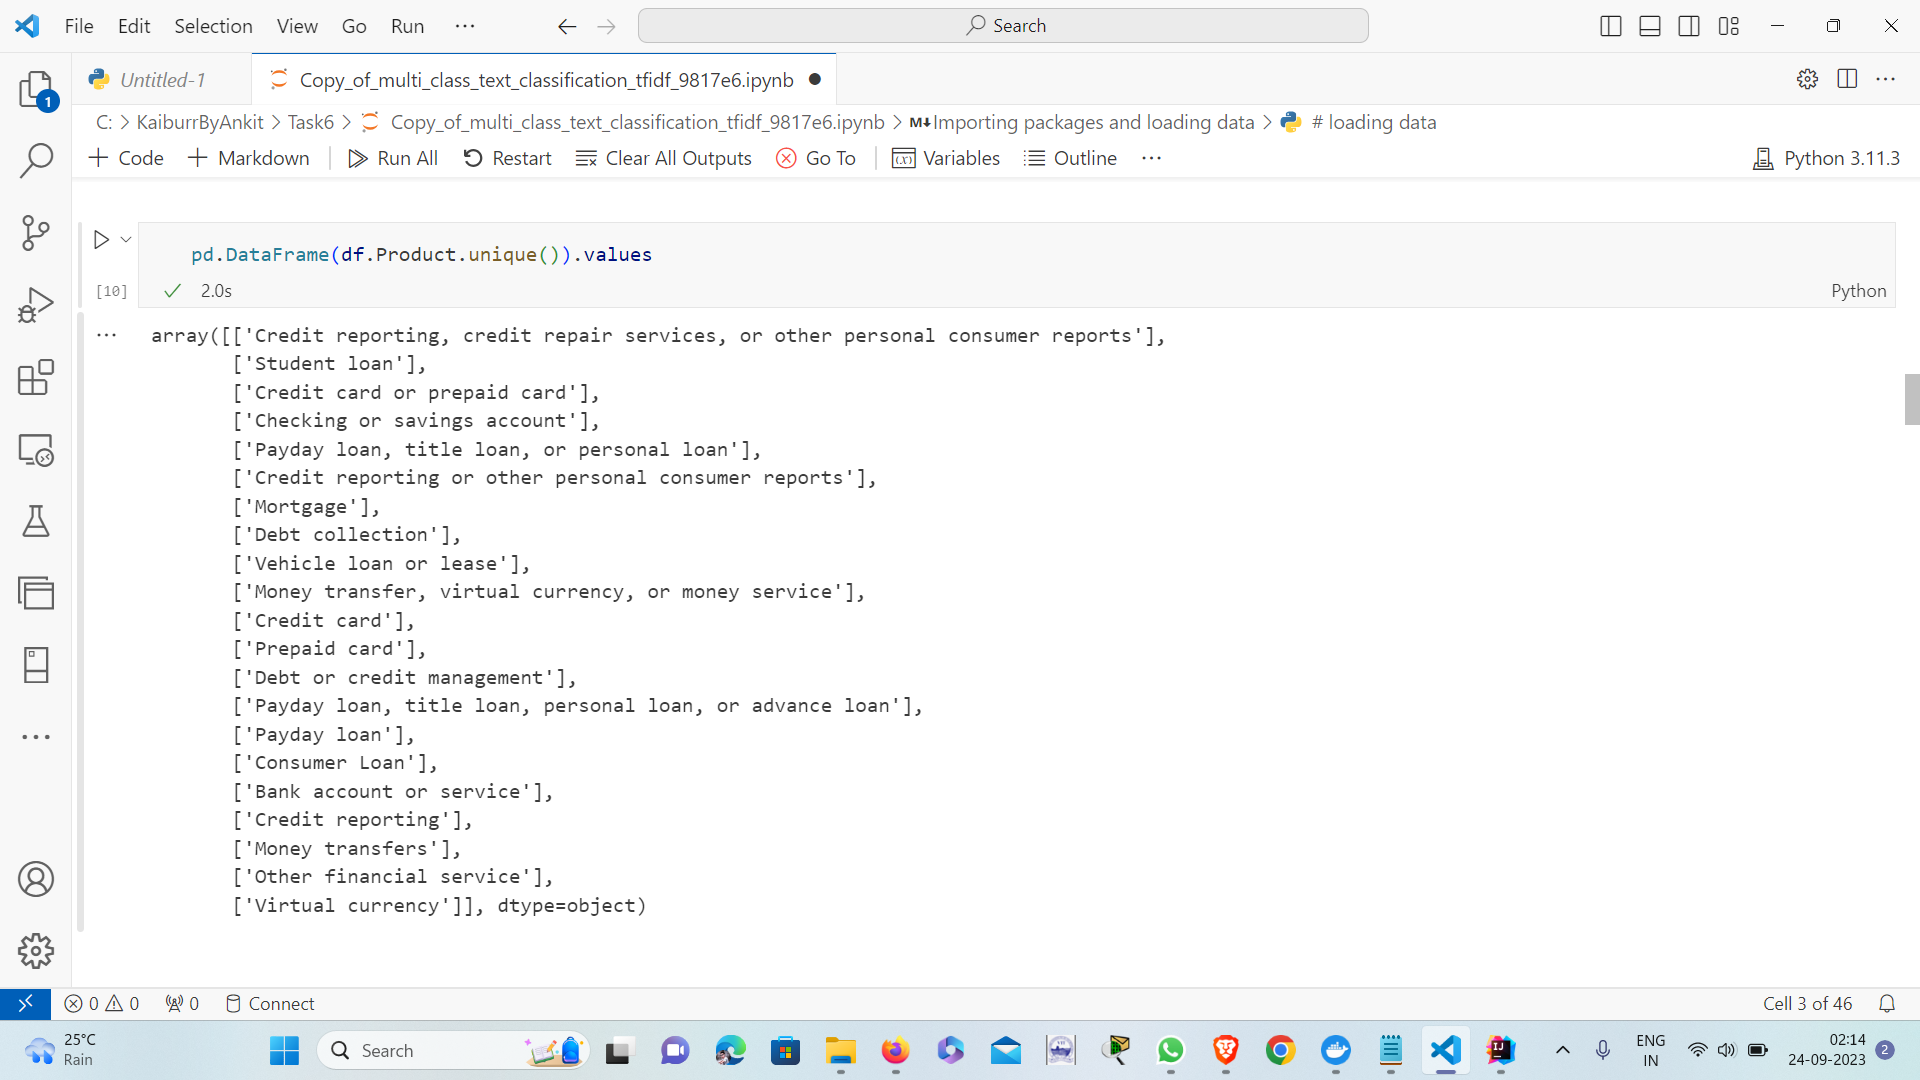 File Edit Selection View Go Run ··· Search
Untitled-1 Copy_of_multi_class_text_classification_tfidf_9817e6.ipynb
1
C: > KaiburrByAnkit > Task6 > Copy_of_multi_class_text_classification_tfidf_9817e6.ipynb > M↓Importing packages and loading data > # loading data
+ Code + Markdown Run All Restart Clear All Outputs Go To Variables Outline ··· Python 3.11.3
pd.DataFrame(df.Product.unique()).values
[10] 2.0s Python
array([['Credit reporting, credit repair services, or other personal consumer reports'],
['Student loan'],
['Credit card or prepaid card'],
['Checking or savings account'],
['Payday loan, title loan, or personal loan'],
['Credit reporting or other personal consumer reports'],
['Mortgage'],
['Debt collection'],
['Vehicle loan or lease'],
['Money transfer, virtual currency, or money service'],
['Credit card'],
['Prepaid card'],
['Debt or credit management'],
['Payday loan, title loan, personal loan, or advance loan'],
['Payday loan'],
['Consumer Loan'],
['Bank account or service'],
['Credit reporting'],
['Money transfers'],
['Other financial service'],
['Virtual currency']], dtype=object)
0 0 0 Connect Cell 3 of 46
25°C
Rain
Search
ENG
IN
02:14
24-09-2023
2